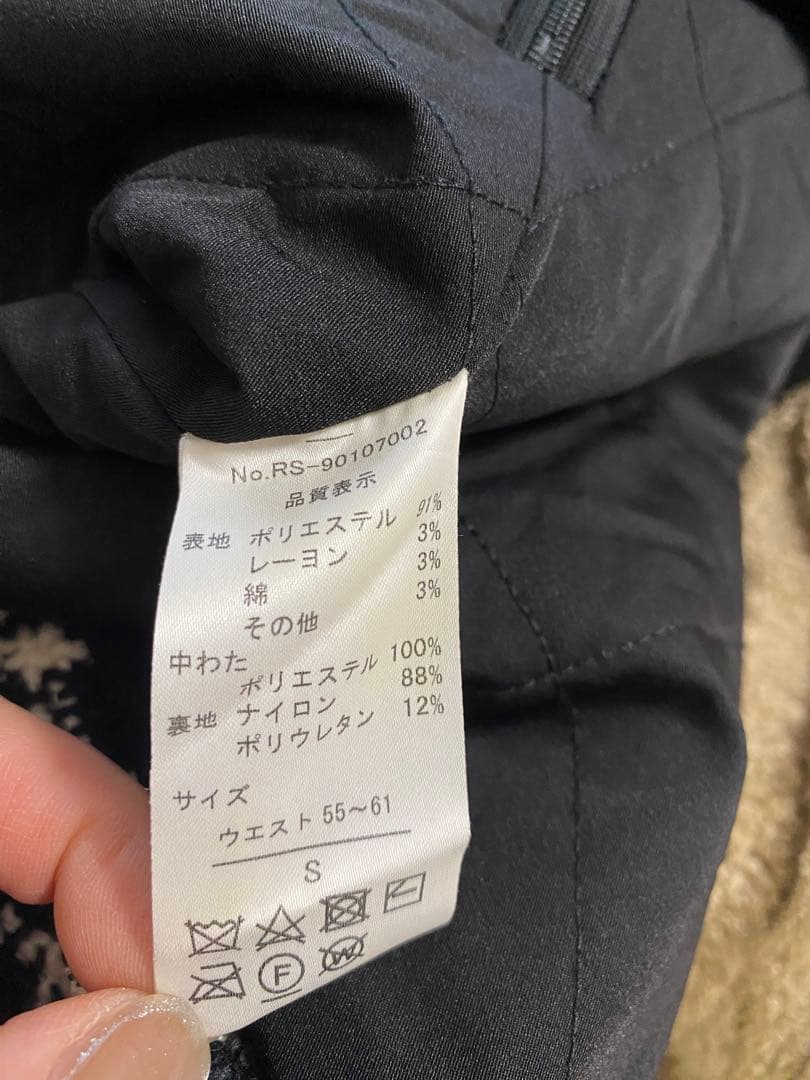 No.RS-90107002
品質表示
表地 ポリエステル 91%
レーヨン 3%
綿 3%
その他 3%
中わた
ポリエステル 100%
裏地 ナイロン 88%
ポリウレタン 12%
サイズ
ウエスト 55〜61
S
F
W